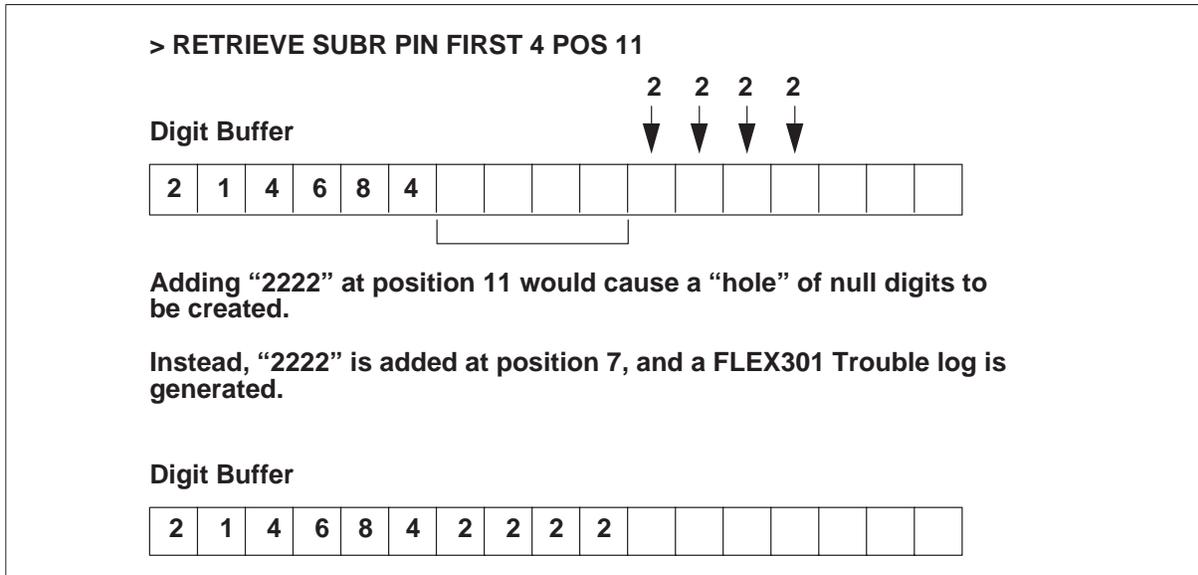 > RETRIEVE SUBR PIN FIRST 4 POS 11
2 2 2 2
Digit Buffer
2 1 4 6 8 4
Adding “2222” at position 11 would cause a “hole” of null digits to
be created.
Instead, “2222” is added at position 7, and a FLEX301 Trouble log is
generated.
Digit Buffer
2 1 4 6 8 4 2 2 2 2